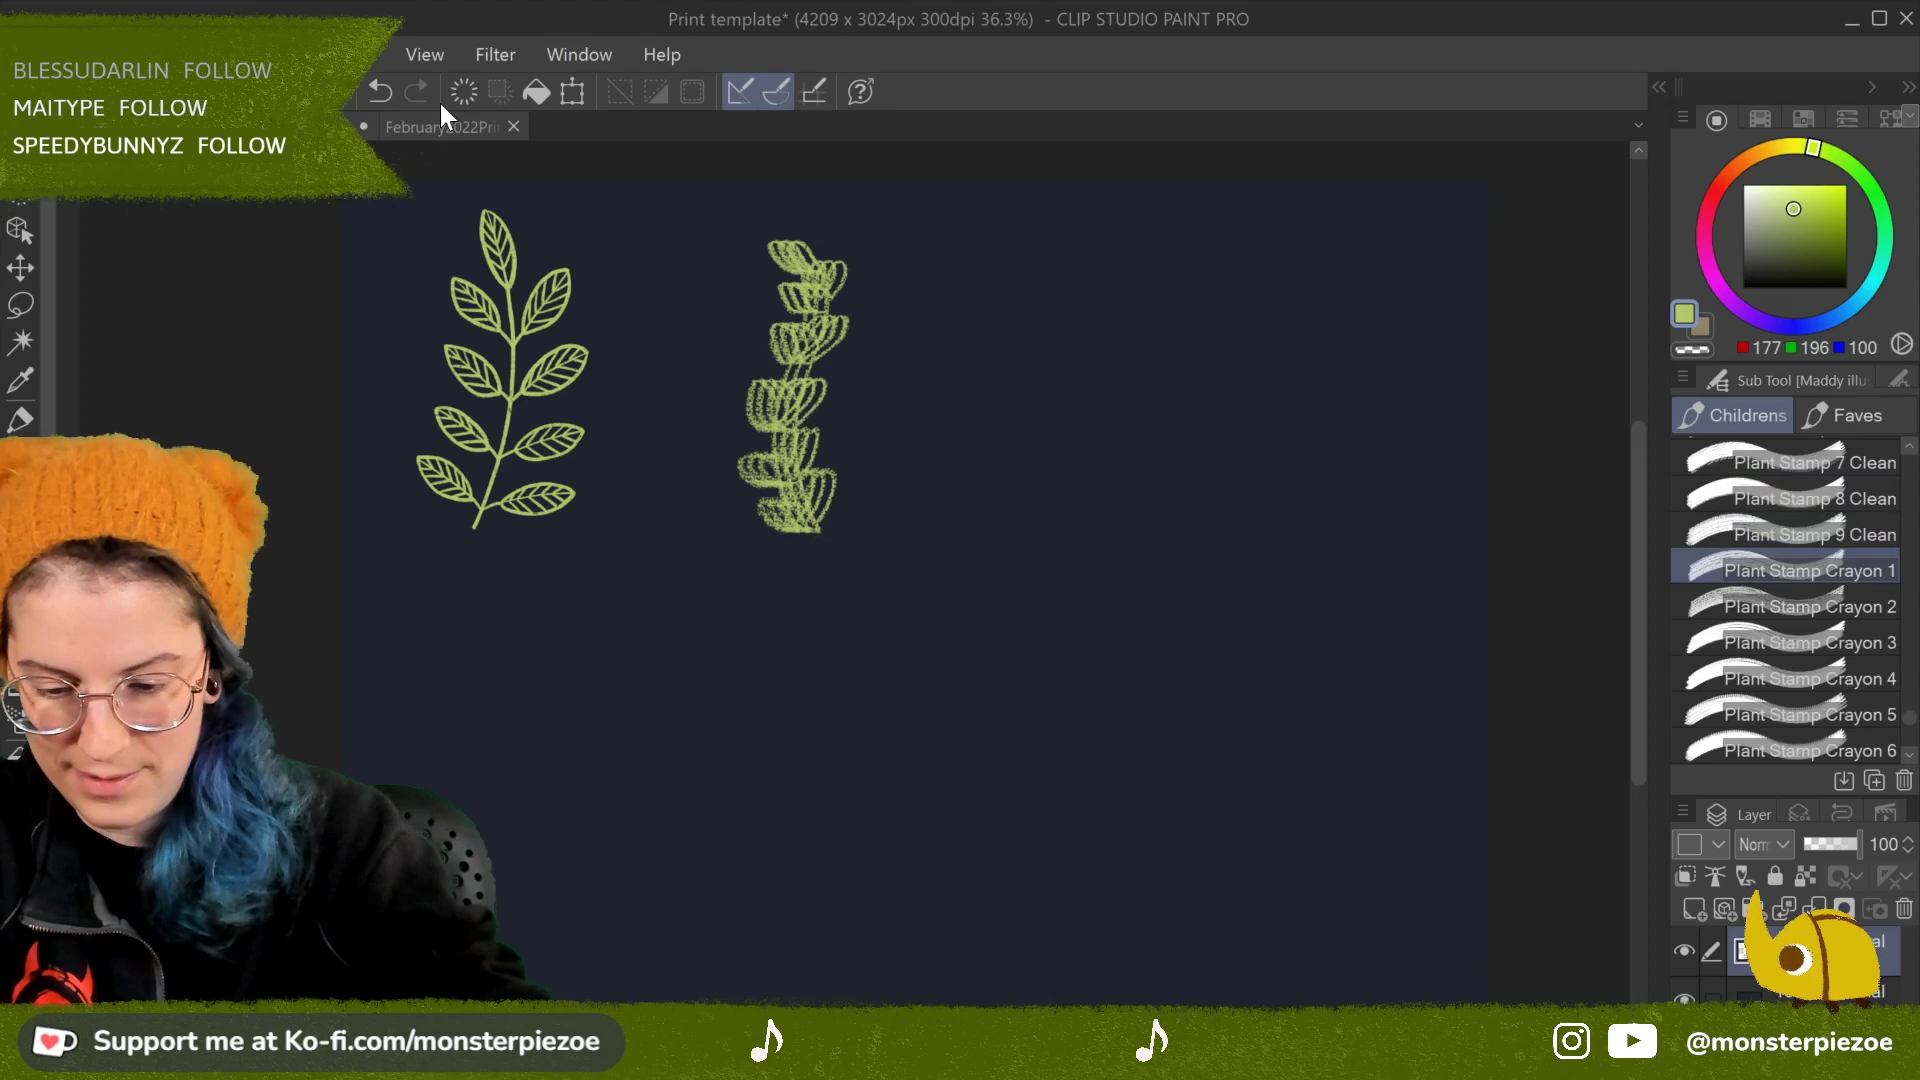 Print template* (4209 x 3024px 300dpi 36.3%) - CLIP STUDIO PAINT PRO
View Filter Window Help
BLESSUDARLIN FOLLOW
MAITYPE FOLLOW
SPEEDYBUNNYZ FOLLOW
177 196 100
Sub Tool [Maddy illu
Childrens Faves
Plant Stamp 7 Clean
Plant Stamp 8 Clean
Plant Stamp 9 Clean
Plant Stamp Crayon 1
Plant Stamp Crayon 2
Plant Stamp Crayon 3
Plant Stamp Crayon 4
Plant Stamp Crayon 5
Plant Stamp Crayon 6
Layer
Norm 100
Support me at Ko-fi.com/monsterpiezoe
@monsterpiezoe